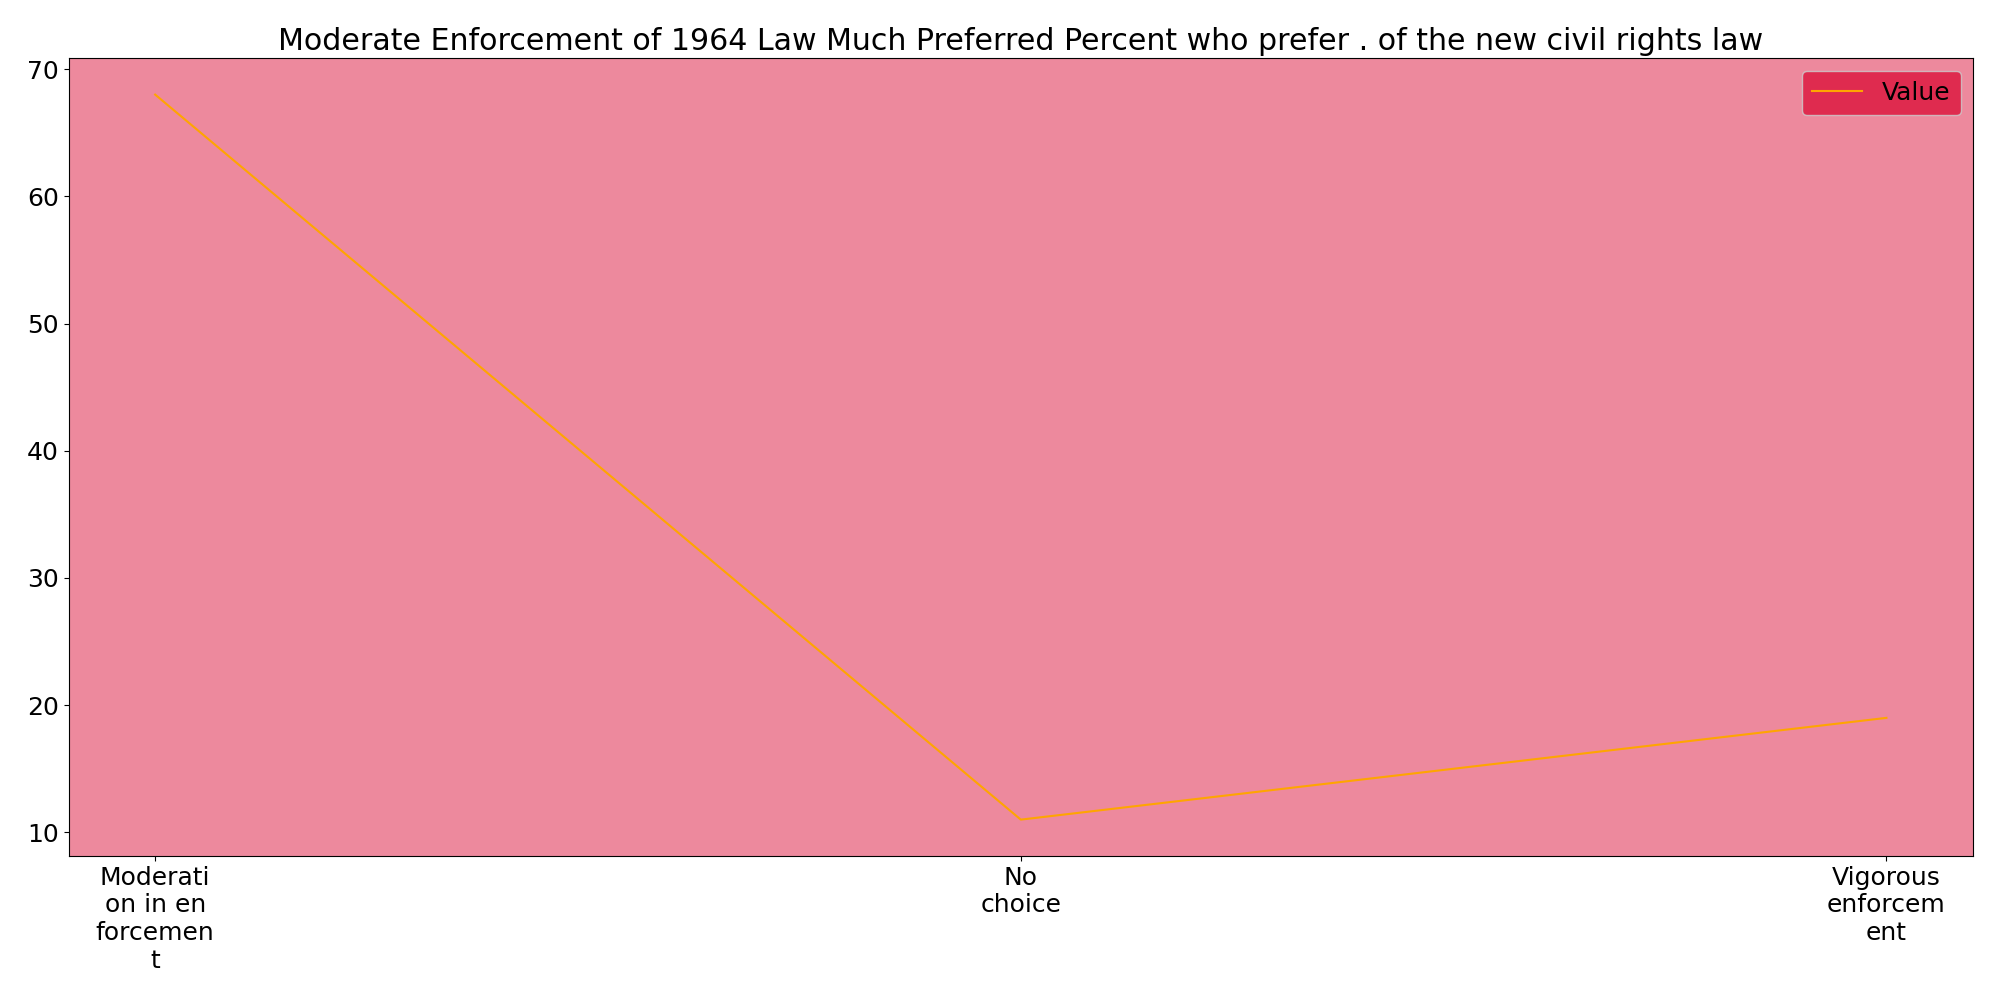 Moderate Enforcement of 1964 Law Much Preferred Percent who prefer . of the new civil rights law
70
60
50
40
30
20
10
Value
Moderati
on in en
forcemen
t
No
choice
Vigorous
enforcem
ent